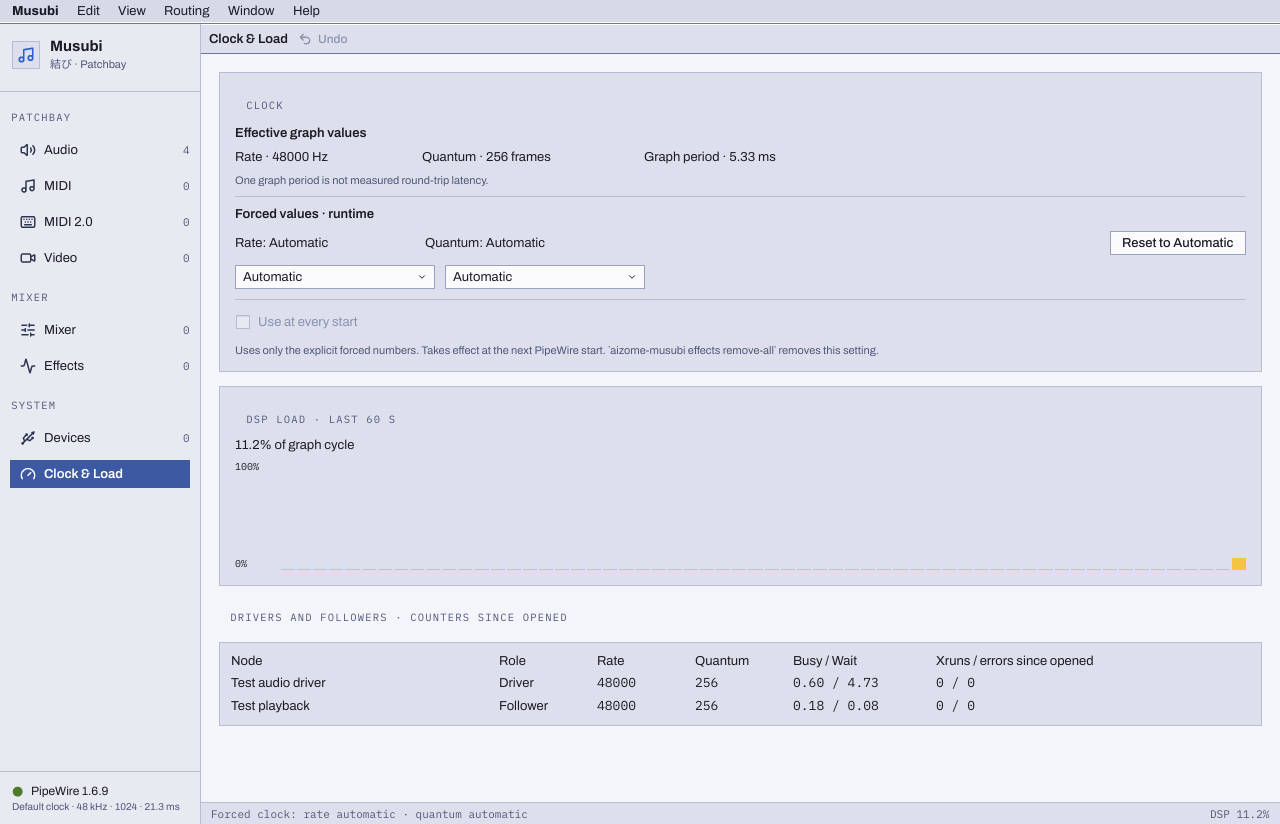 Musubi Edit View Routing Window Help
Musubi
結び · Patchbay
Clock & Load Undo
PATCHBAY
Audio 4
MIDI 0
MIDI 2.0 0
Video 0
MIXER
Mixer 0
Effects 0
SYSTEM
Devices 0
Clock & Load
PipeWire 1.6.9
Default clock · 48 kHz · 1024 · 21.3 ms
CLOCK
Effective graph values
Rate · 48000 Hz Quantum · 256 frames Graph period · 5.33 ms
One graph period is not measured round-trip latency.
Forced values · runtime
Rate: Automatic Quantum: Automatic Reset to Automatic
Automatic Automatic
Use at every start
Uses only the explicit forced numbers. Takes effect at the next PipeWire start. `aizome-musubi effects remove-all` removes this setting.
DSP LOAD · LAST 60 S
11.2% of graph cycle
100%
0%
DRIVERS AND FOLLOWERS · COUNTERS SINCE OPENED
Node Role Rate Quantum Busy / Wait Xruns / errors since opened
Test audio driver Driver 48000 256 0.60 / 4.73 0 / 0
Test playback Follower 48000 256 0.18 / 0.08 0 / 0
Forced clock: rate automatic · quantum automatic DSP 11.2%